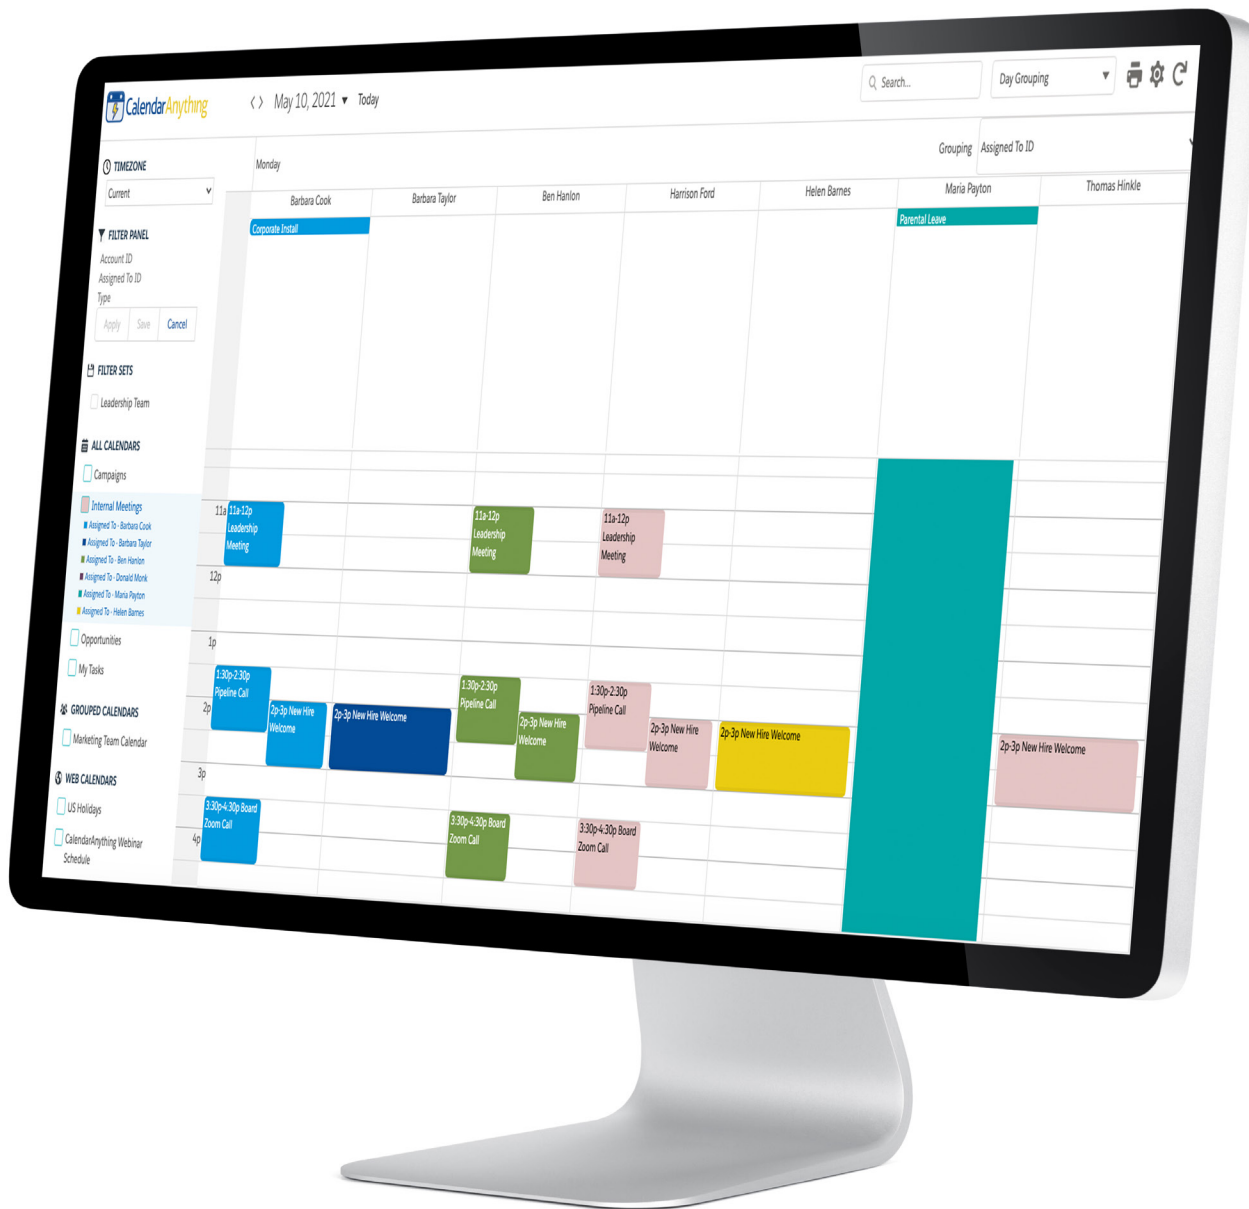 CalendarAnything
< > May 10, 2021 ▼ Today
Search...
Day Grouping
TIMEZONE
Current
Monday
Grouping Assigned To ID
Barbara Cook
Barbara Taylor
Ben Hanlon
Harrison Ford
Helen Barnes
Maria Payton
Thomas Hinkle
Corporate Install
Parental Leave
FILTER PANEL
Account ID
Assigned To ID
Type
Apply Save Cancel
FILTER SETS
Leadership Team
ALL CALENDARS
Campaigns
Internal Meetings
Assigned To - Barbara Cook
Assigned To - Barbara Taylor
Assigned To - Ben Hanlon
Assigned To - Donald Monk
Assigned To - Maria Payton
Assigned To - Helen Barnes
Opportunities
My Tasks
GROUPED CALENDARS
Marketing Team Calendar
WEB CALENDARS
US Holidays
CalendarAnything Webinar
Schedule
11a
11a-12p
Leadership
Meeting
11a-12p
Leadership
Meeting
11a-12p
Leadership
Meeting
12p
1p
1:30p-2:30p
Pipeline Call
1:30p-2:30p
Pipeline Call
1:30p-2:30p
Pipeline Call
2p
2p-3p New Hire
Welcome
2p-3p New Hire Welcome
2p-3p New Hire
Welcome
2p-3p New Hire
Welcome
2p-3p New Hire Welcome
2p-3p New Hire Welcome
3p
3:30p-4:30p Board
Zoom Call
3:30p-4:30p Board
Zoom Call
3:30p-4:30p Board
Zoom Call
4p